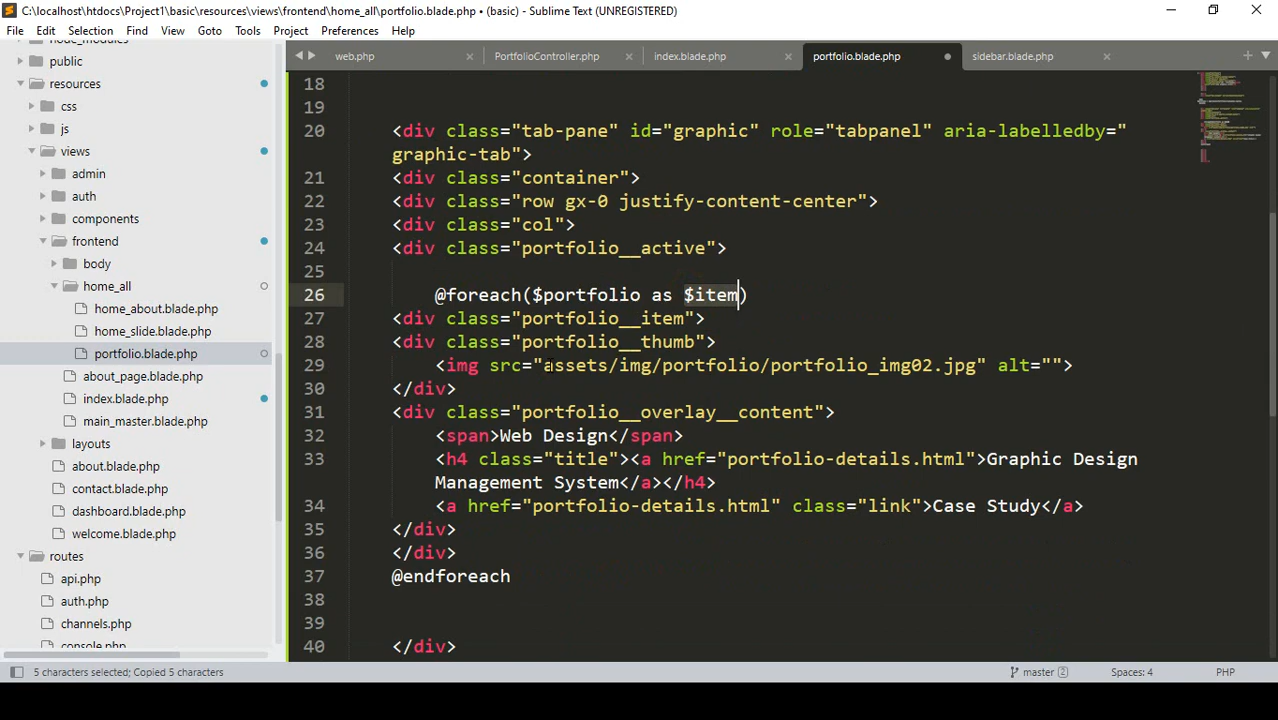 C:\localhost\htdocs\Project1\basic\resources\views\frontend\home_all\portfolio.blade.php • (basic) - Sublime Text (UNREGISTERED)
File Edit Selection Find View Goto Tools Project Preferences Help
web.php PortfolioController.php index.blade.php portfolio.blade.php sidebar.blade.php
node_modules
public
resources
css
js
views
admin
auth
components
frontend
body
home_all
home_about.blade.php
home_slide.blade.php
portfolio.blade.php
about_page.blade.php
index.blade.php
main_master.blade.php
layouts
about.blade.php
contact.blade.php
dashboard.blade.php
welcome.blade.php
routes
api.php
auth.php
channels.php
console.php
18
19
20 <div class="tab-pane" id="graphic" role="tabpanel" aria-labelledby="
graphic-tab">
21 <div class="container">
22 <div class="row gx-0 justify-content-center">
23 <div class="col">
24 <div class="portfolio__active">
25
26 @foreach($portfolio as $item)
27 <div class="portfolio__item">
28 <div class="portfolio__thumb">
29 <img src="assets/img/portfolio/portfolio_img02.jpg" alt="">
30 </div>
31 <div class="portfolio__overlay__content">
32 <span>Web Design</span>
33 <h4 class="title"><a href="portfolio-details.html">Graphic Design
Management System</a></h4>
34 <a href="portfolio-details.html" class="link">Case Study</a>
35 </div>
36 </div>
37 @endforeach
38
39
40 </div>
5 characters selected; Copied 5 characters master 2 Spaces: 4 PHP